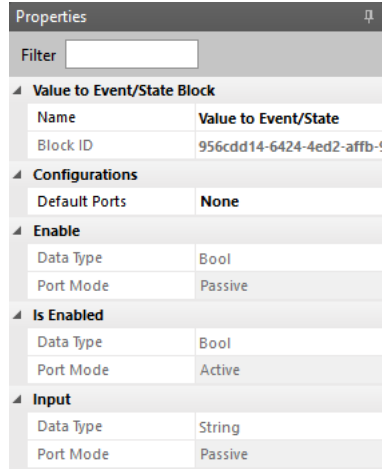 Properties
Filter
Value to Event/State Block
Name Value to Event/State
Block ID 956cdd14-6424-4ed2-affb-9
Configurations
Default Ports None
Enable
Data Type Bool
Port Mode Passive
Is Enabled
Data Type Bool
Port Mode Active
Input
Data Type String
Port Mode Passive